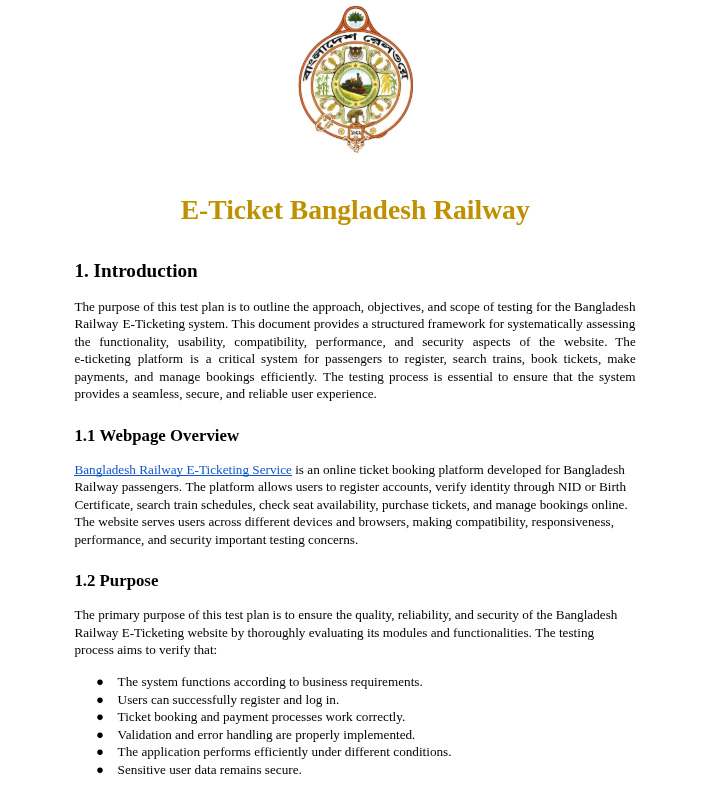 বাংলাদেশ রেলওয়ে
E-Ticket Bangladesh Railway
1. Introduction
The purpose of this test plan is to outline the approach, objectives, and scope of testing for the Bangladesh
Railway E-Ticketing system. This document provides a structured framework for systematically assessing
the functionality, usability, compatibility, performance, and security aspects of the website. The
e-ticketing platform is a critical system for passengers to register, search trains, book tickets, make
payments, and manage bookings efficiently. The testing process is essential to ensure that the system
provides a seamless, secure, and reliable user experience.
1.1 Webpage Overview
Bangladesh Railway E-Ticketing Service is an online ticket booking platform developed for Bangladesh
Railway passengers. The platform allows users to register accounts, verify identity through NID or Birth
Certificate, search train schedules, check seat availability, purchase tickets, and manage bookings online.
The website serves users across different devices and browsers, making compatibility, responsiveness,
performance, and security important testing concerns.
1.2 Purpose
The primary purpose of this test plan is to ensure the quality, reliability, and security of the Bangladesh
Railway E-Ticketing website by thoroughly evaluating its modules and functionalities. The testing
process aims to verify that:
● The system functions according to business requirements.
● Users can successfully register and log in.
● Ticket booking and payment processes work correctly.
● Validation and error handling are properly implemented.
● The application performs efficiently under different conditions.
● Sensitive user data remains secure.